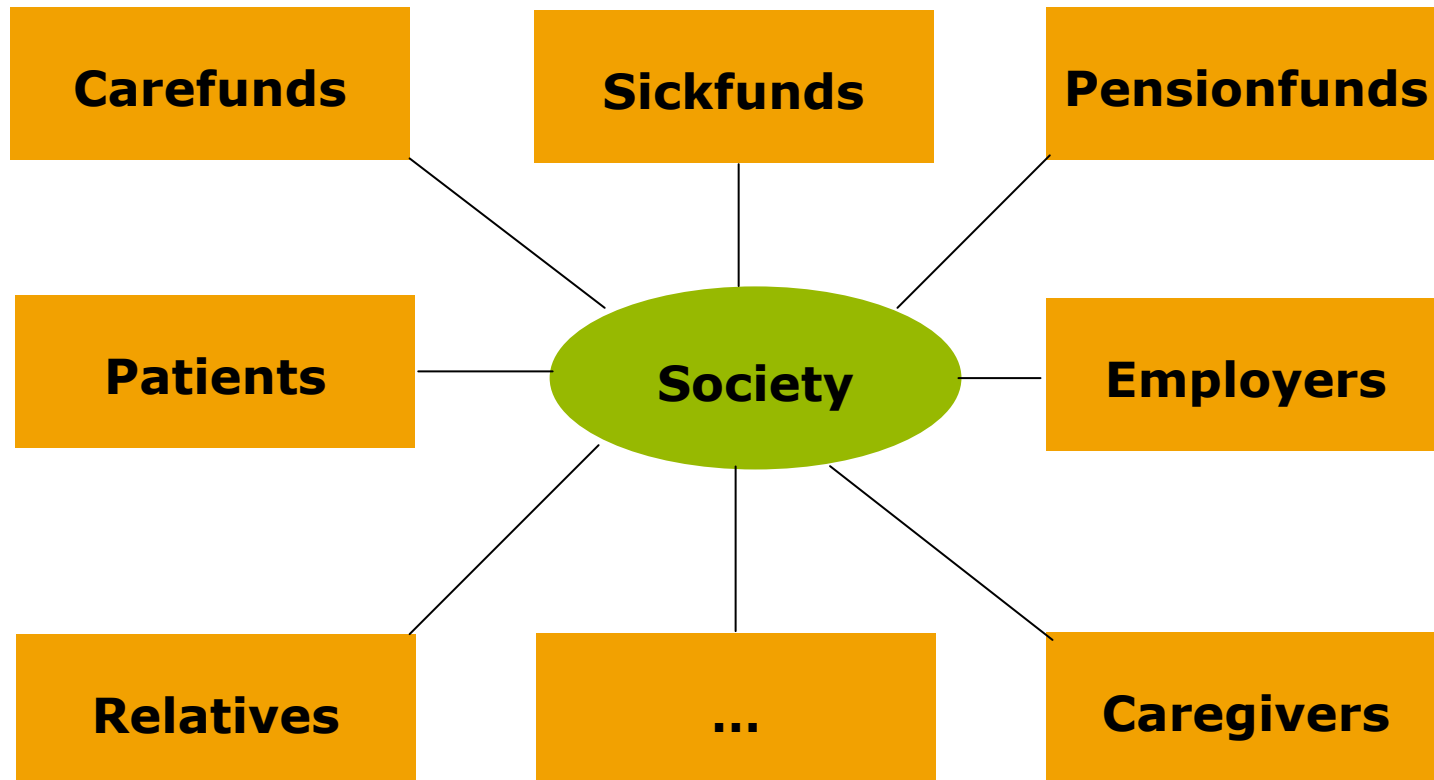 Carefunds
Sickfunds
Pensionfunds
Patients
Society
Employers
Relatives
...
Caregivers